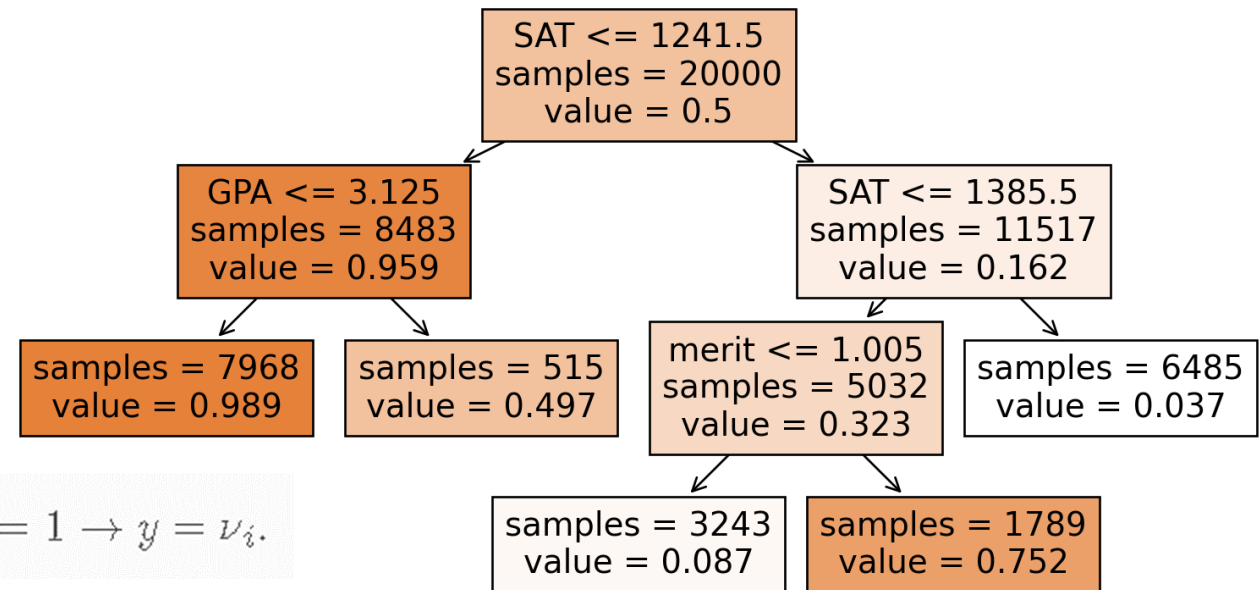 SAT <= 1241.5
samples = 20000
value = 0.5
GPA <= 3.125
samples = 8483
value = 0.959
SAT <= 1385.5
samples = 11517
value = 0.162
samples = 7968
value = 0.989
samples = 515
value = 0.497
merit <= 1.005
samples = 5032
value = 0.323
samples = 6485
value = 0.037
= 1 → y = νᵢ.
samples = 3243
value = 0.087
samples = 1789
value = 0.752